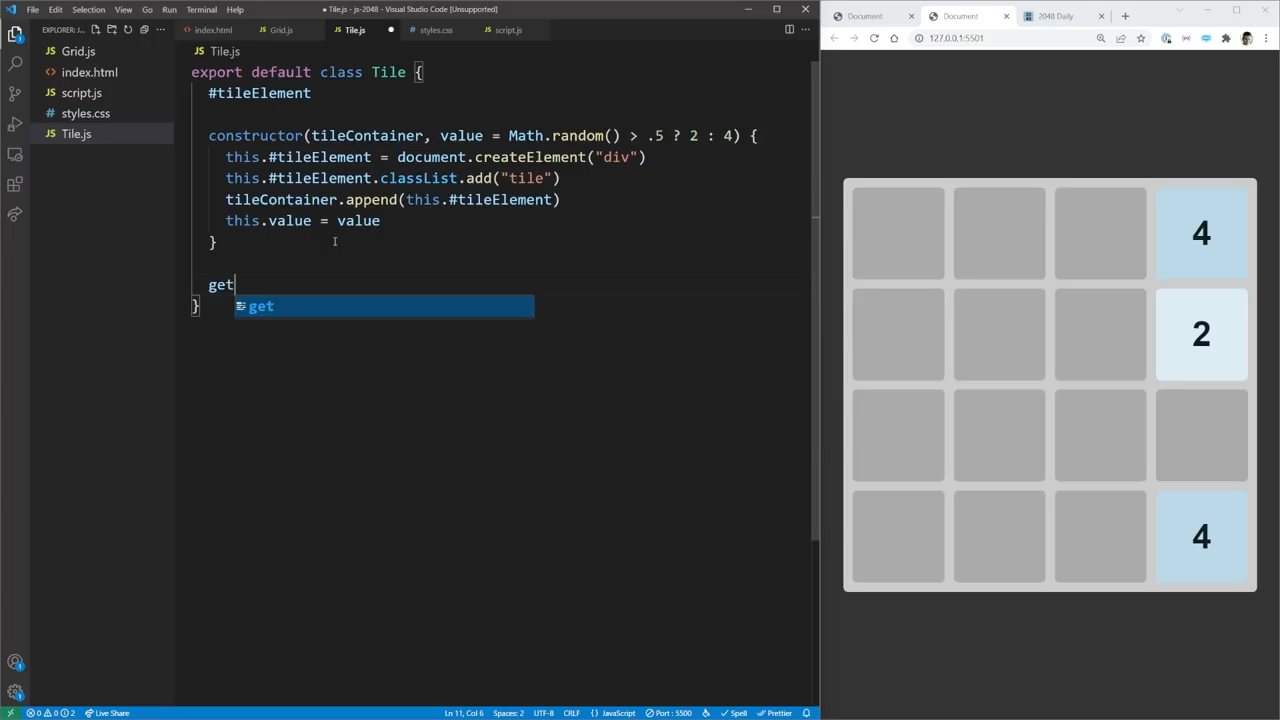 File Edit Selection View Go Run Terminal Help
Tile.js - js-2048 - Visual Studio Code [Unsupported]
EXPLORER: J...
index.html
Grid.js
Tile.js
styles.css
script.js
Document
Document
2048 Daily
127.0.0.1:5501
Grid.js
index.html
script.js
styles.css
Tile.js
Tile.js
export default class Tile {
#tileElement
constructor(tileContainer, value = Math.random() > .5 ? 2 : 4) {
this.#tileElement = document.createElement("div")
this.#tileElement.classList.add("tile")
tileContainer.append(this.#tileElement)
this.value = value
}
get
get
}
4
2
4
0 0 2 Live Share
Ln 11, Col 6 Spaces: 2 UTF-8 CRLF {} JavaScript Port : 5500 Spell Prettier